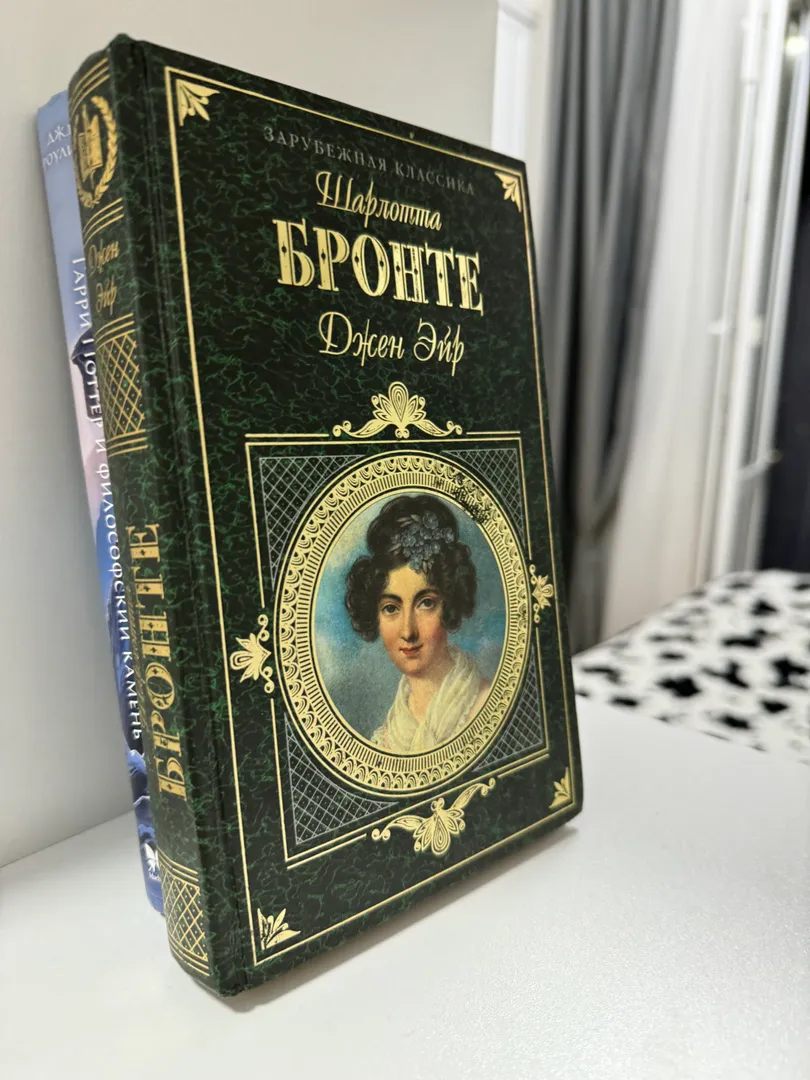 ЗАРУБЕЖНАЯ КЛАССИКА
Шарлотта
БРОНТЕ
Джен Эйр
Джен
Эйр
БРОНТЕ
ГАРРИ ПОТТЕР И ФИЛОСОФСКИЙ КАМЕНЬ